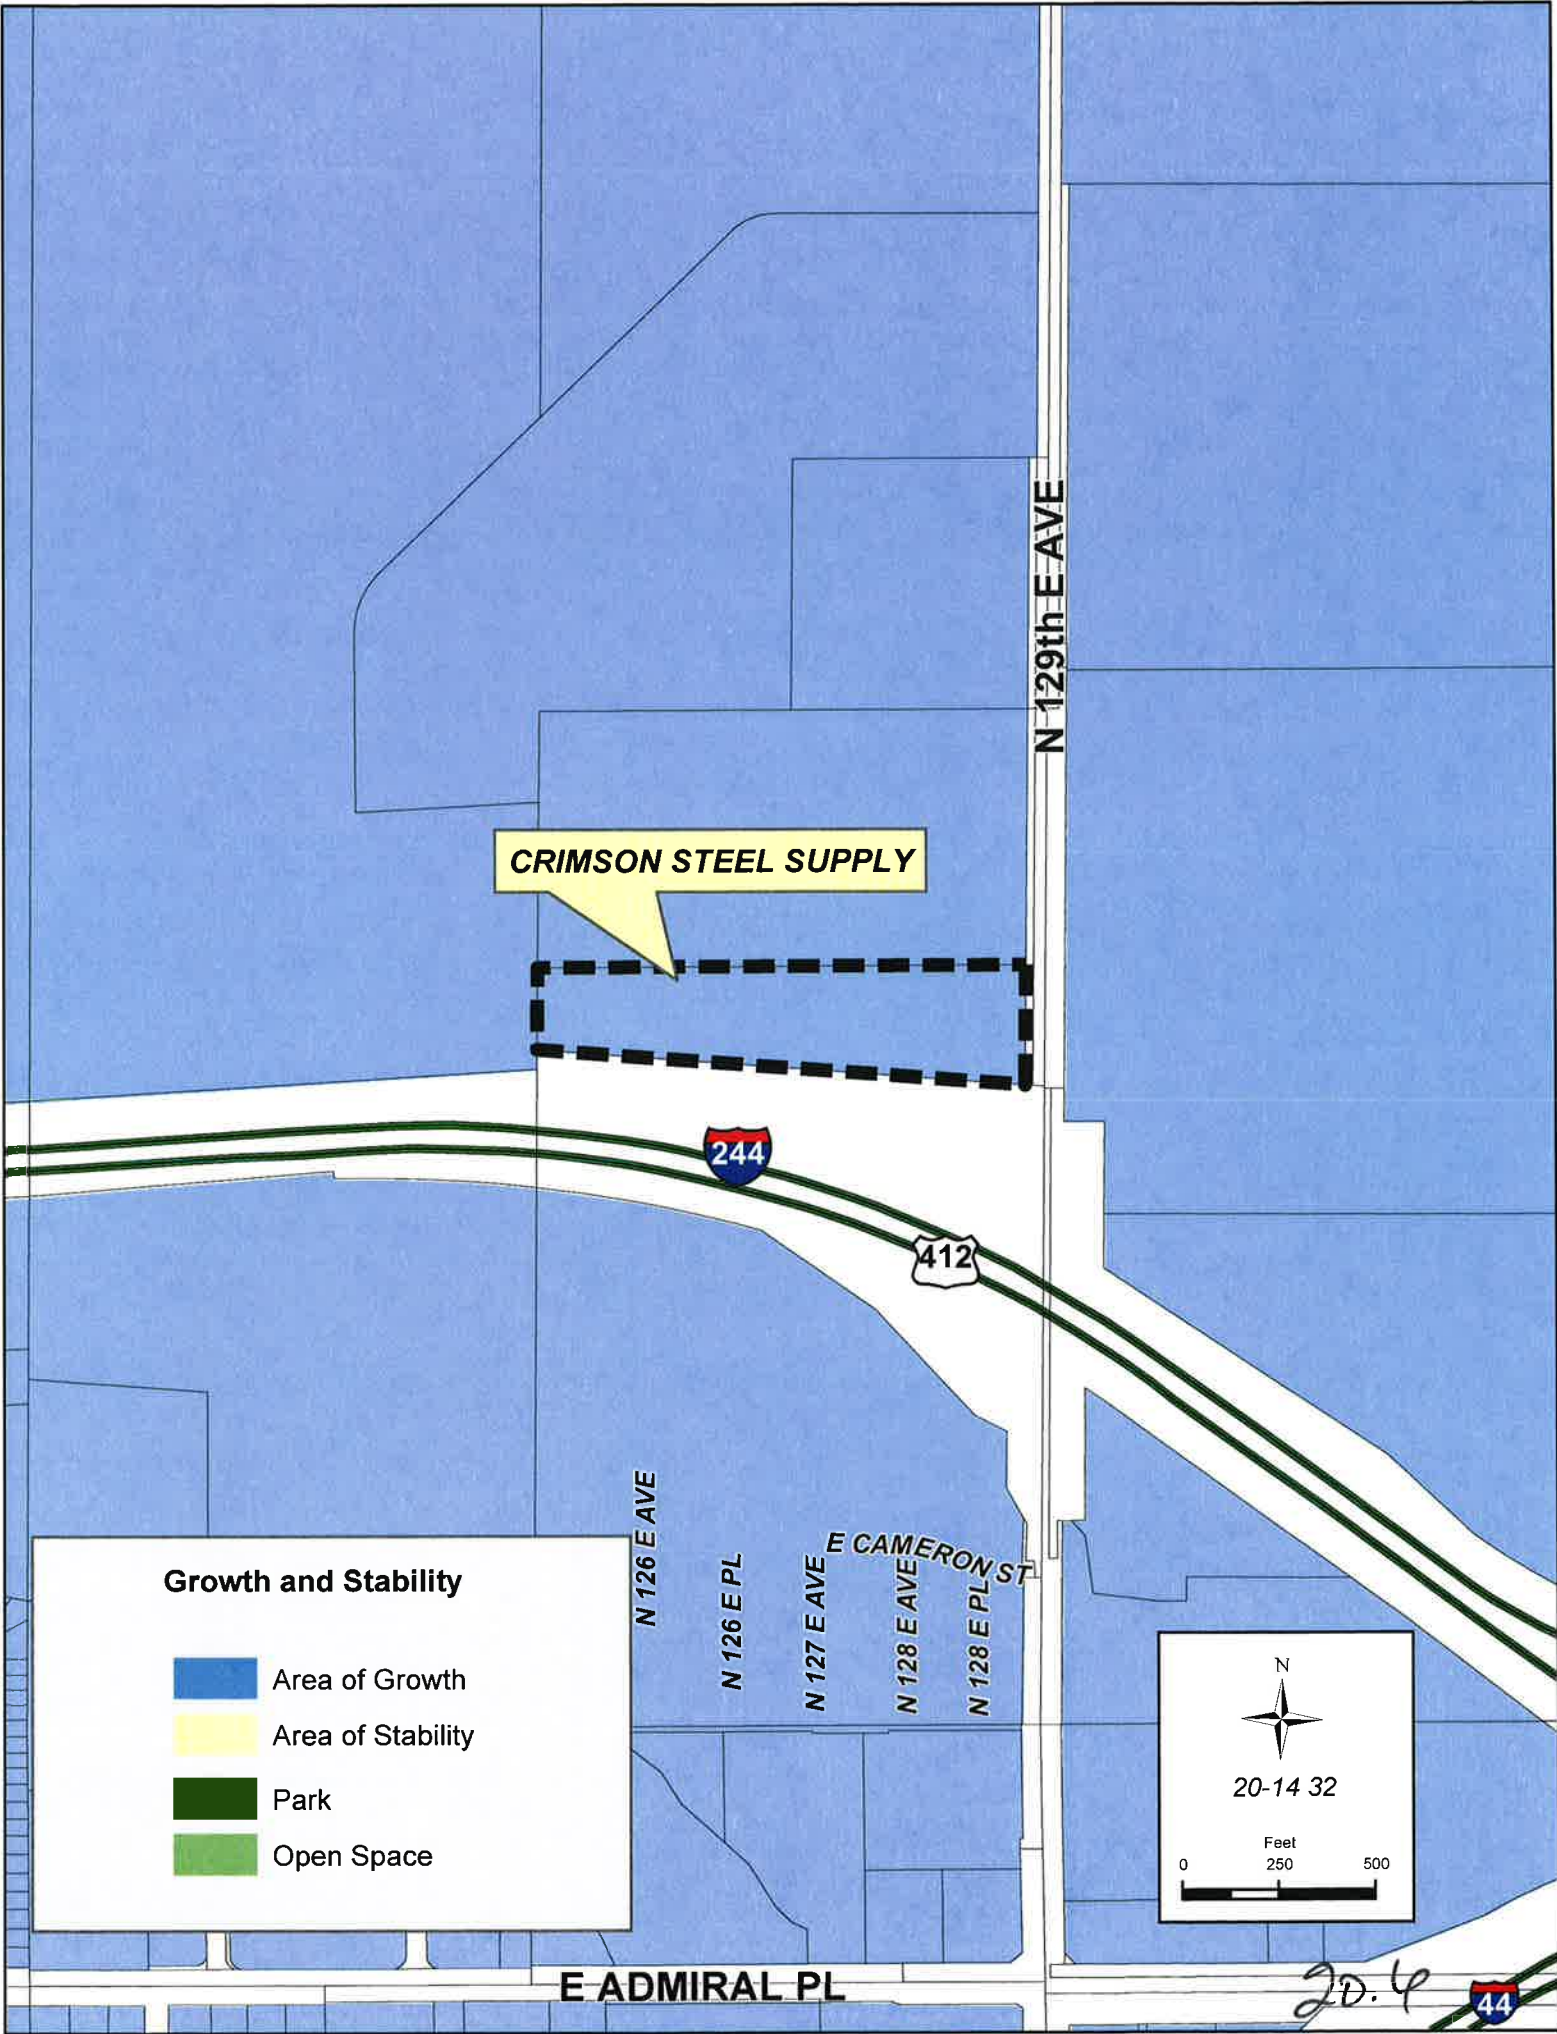 N 129th E AVE
CRIMSON STEEL SUPPLY
244
412
N 126 E AVE
N 126 E PL
N 127 E AVE
E CAMERON ST
N 128 E AVE
N 128 E PL
Growth and Stability
Area of Growth
Area of Stability
Park
Open Space
N
20-14 32
Feet
0 250 500
E ADMIRAL PL
44